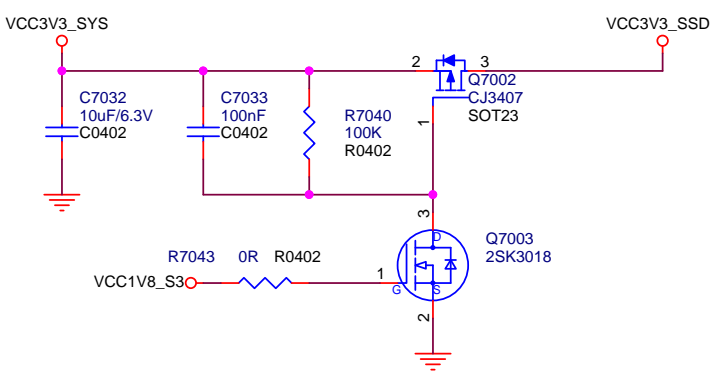 VCC3V3_SYS
VCC3V3_SSD
2
3
C7032
10uF/6.3V
C0402
C7033
100nF
C0402
R7040
100K
R0402
Q7002
CJ3407
SOT23
1
3
R7043 0R R0402
Q7003
2SK3018
D
VCC1V8_S3
1
G
S
2